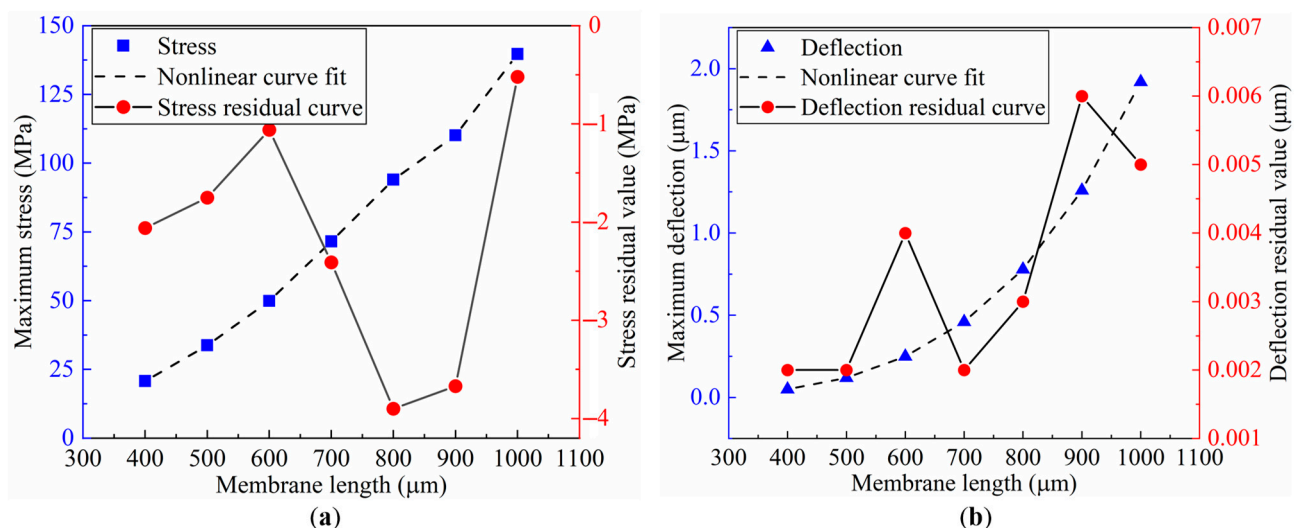 Stress
Nonlinear curve fit
Stress residual curve
Maximum stress (MPa)
150
125
100
75
50
25
0
300 400 500 600 700 800 900 1000 1100
Membrane length (μm)
0
–1
–2
–3
–4
Stress residual value (MPa)
(a)
Deflection
Nonlinear curve fit
Deflection residual curve
Maximum deflection (μm)
2.0
1.5
1.0
0.5
0.0
300 400 500 600 700 800 900 1000 1100
Membrane length (μm)
0.007
0.006
0.005
0.004
0.003
0.002
0.001
Deflection residual value (μm)
(b)